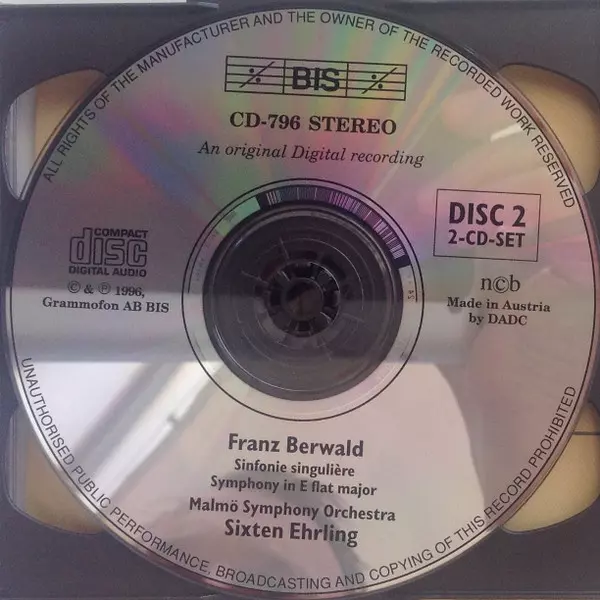 ALL RIGHTS OF THE MANUFACTURER AND THE OWNER OF THE RECORDED WORK RESERVED
BIS
CD-796 STEREO
An original Digital recording
DISC 2
2-CD-SET
COMPACT
disc
DIGITAL AUDIO
© & ℗ 1996,
Grammofon AB BIS
n©b
Made in Austria
by DADC
Franz Berwald
Sinfonie singulière
Symphony in E flat major
Malmö Symphony Orchestra
Sixten Ehrling
UNAUTHORISED PUBLIC PERFORMANCE, BROADCASTING AND COPYING OF THIS RECORD PROHIBITED